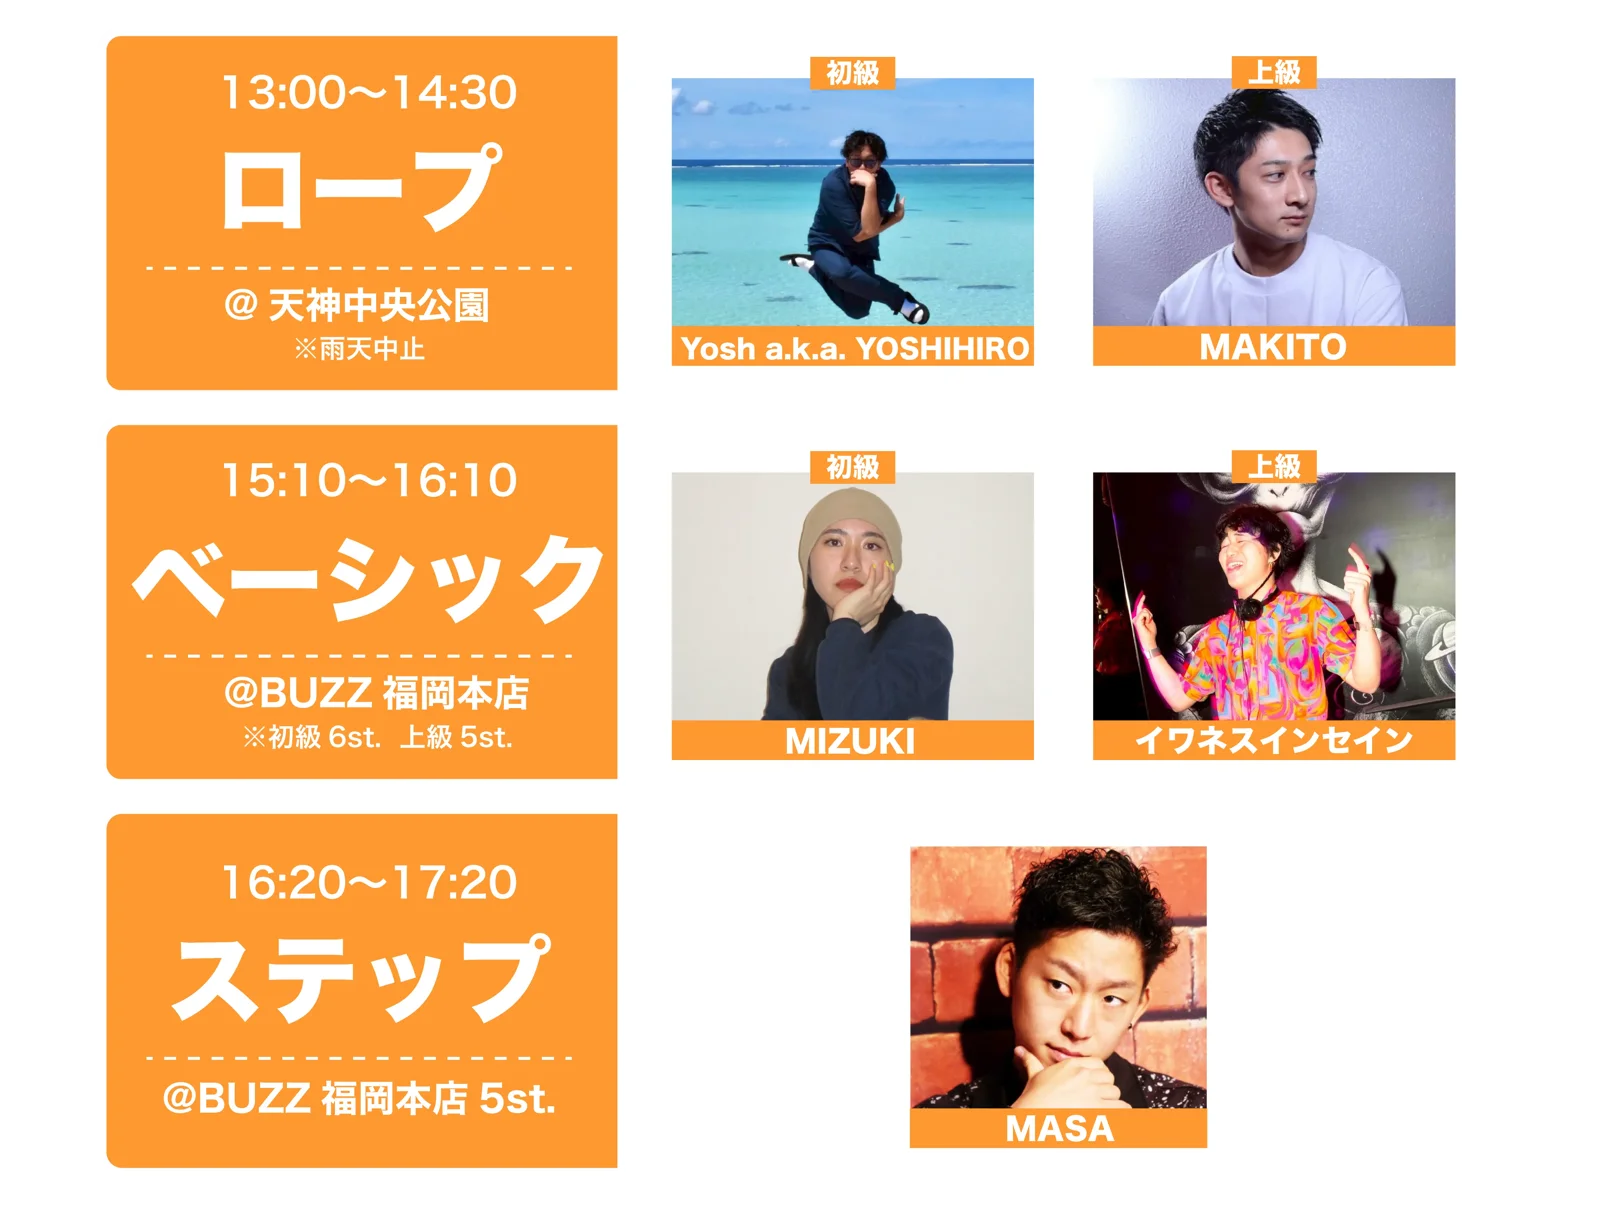 13:00〜14:30
ロープ
@ 天神中央公園
※雨天中止
初級
Yosh a.k.a. YOSHIHIRO
上級
MAKITO
15:10〜16:10
ベーシック
@BUZZ 福岡本店
※初級 6st. 上級 5st.
初級
MIZUKI
上級
イワネスインセイン
16:20〜17:20
ステップ
@BUZZ 福岡本店 5st.
MASA